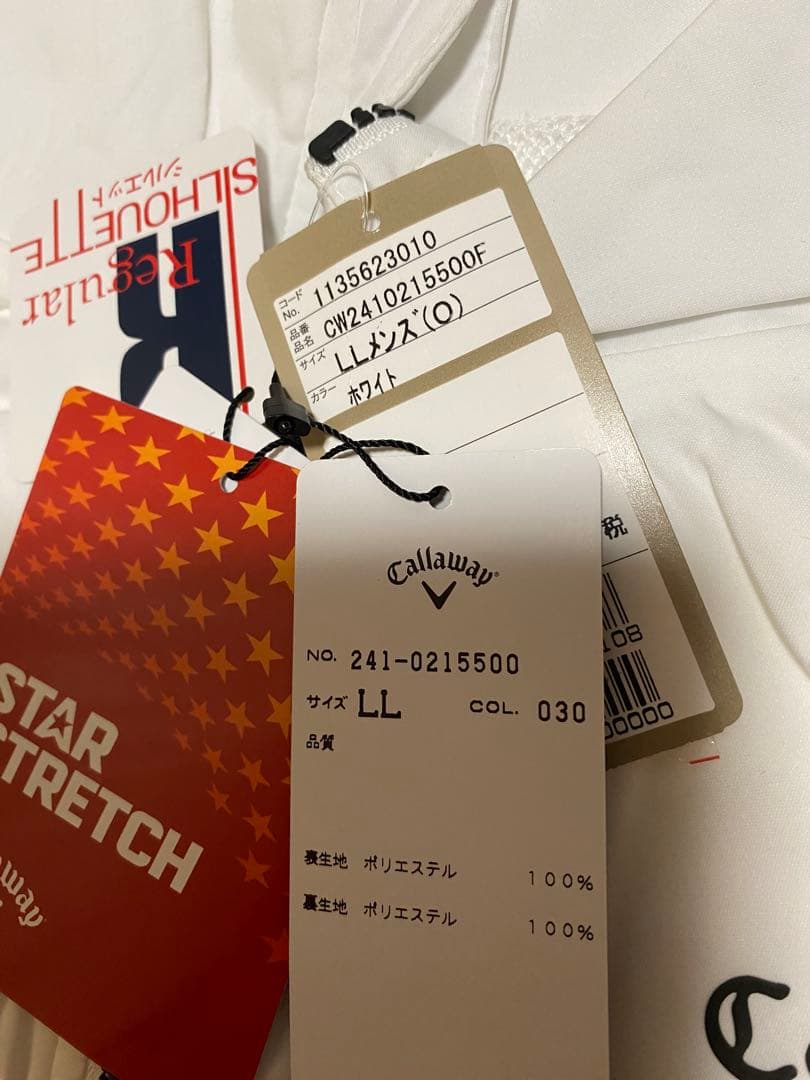 SILHOUETTE
シルエット
Regular
R
コード
No. 1135623010
品番
品名 CW2410215500F
サイズ LLメンズ(O)
カラー ホワイト
税
108
00000
STAR
STRETCH
Callaway
Callaway
NO. 241-0215500
サイズ LL COL. 030
品質
表生地 ポリエステル 100%
裏生地 ポリエステル 100%
C